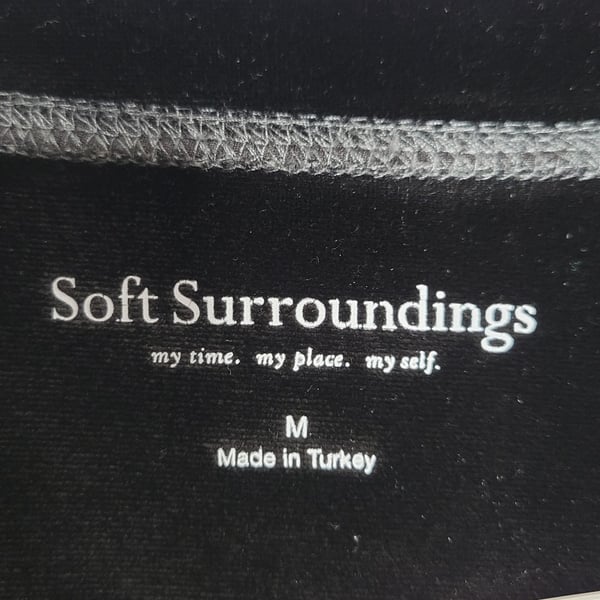 Soft Surroundings
my time. my place. my self.
M
Made in Turkey